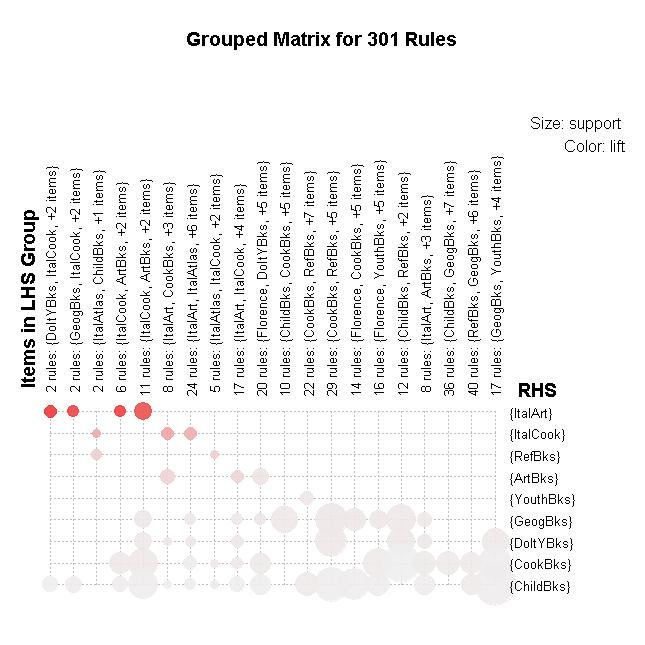 Grouped Matrix for 301 Rules
Size: support
Color: lift
Items in LHS Group
2 rules: {DoItYBks, ItalCook, +2 items}
2 rules: {GeogBks, ItalCook, +2 items}
2 rules: {ItalAtlas, ChildBks, +1 items}
6 rules: {ItalCook, ArtBks, +2 items}
11 rules: {ItalCook, ArtBks, +2 items}
8 rules: {ItalArt, CookBks, +3 items}
24 rules: {ItalArt, ItalAtlas, +6 items}
5 rules: {ItalAtlas, ItalCook, +2 items}
17 rules: {ItalArt, ItalCook, +4 items}
20 rules: {Florence, DoItYBks, +5 items}
10 rules: {ChildBks, CookBks, +5 items}
22 rules: {CookBks, RefBks, +7 items}
29 rules: {CookBks, RefBks, +5 items}
14 rules: {Florence, CookBks, +5 items}
16 rules: {Florence, YouthBks, +5 items}
12 rules: {ChildBks, RefBks, +2 items}
8 rules: {ItalArt, ArtBks, +3 items}
36 rules: {ChildBks, GeogBks, +7 items}
40 rules: {RefBks, GeogBks, +6 items}
17 rules: {GeogBks, YouthBks, +4 items}
RHS
{ItalArt}
{ItalCook}
{RefBks}
{ArtBks}
{YouthBks}
{GeogBks}
{DoItYBks}
{CookBks}
{ChildBks}